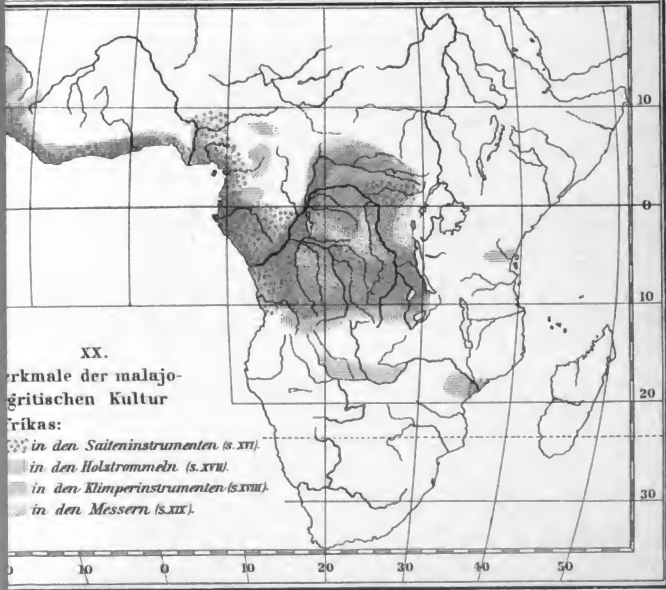 10
0
10
XX.
erkmale der malajo-
gritischen Kultur
frikas:
20
in den Saiteninstrumenten (s. XVI).
in den Holztrommeln (s. XVII).
in den Klimperinstrumenten (s. XVIII).
in den Messern (s. XIX).
30
10 0 10 20 30 40 50